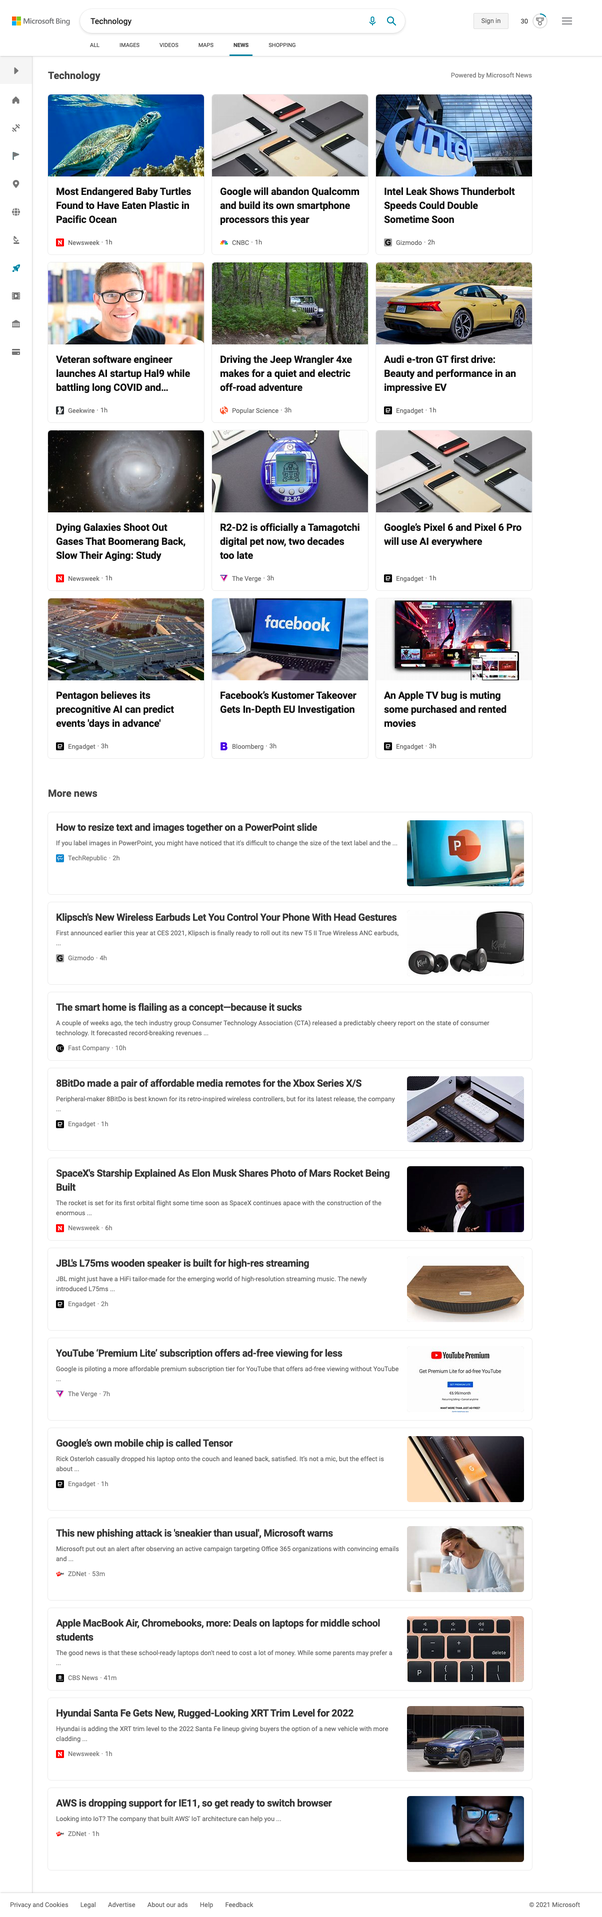 Microsoft Bing
Technology
Sign in
30
ALL IMAGES VIDEOS MAPS NEWS SHOPPING
Technology
Powered by Microsoft News
intel
Most Endangered Baby Turtles
Found to Have Eaten Plastic in
Pacific Ocean
Newsweek · 1h
Google will abandon Qualcomm
and build its own smartphone
processors this year
CNBC · 1h
Intel Leak Shows Thunderbolt
Speeds Could Double
Sometime Soon
Gizmodo · 2h
Veteran software engineer
launches AI startup Hal9 while
battling long COVID and...
Geekwire · 1h
Driving the Jeep Wrangler 4xe
makes for a quiet and electric
off-road adventure
Popular Science · 3h
Audi e-tron GT first drive:
Beauty and performance in an
impressive EV
Engadget · 1h
R2-D2
Dying Galaxies Shoot Out
Gases That Boomerang Back,
Slow Their Aging: Study
Newsweek · 1h
R2-D2 is officially a Tamagotchi
digital pet now, two decades
too late
The Verge · 3h
Google's Pixel 6 and Pixel 6 Pro
will use AI everywhere
Engadget · 1h
facebook
Pentagon believes its
precognitive AI can predict
events 'days in advance'
Engadget · 3h
Facebook's Kustomer Takeover
Gets In-Depth EU Investigation
Bloomberg · 3h
An Apple TV bug is muting
some purchased and rented
movies
Engadget · 3h
More news
How to resize text and images together on a PowerPoint slide
If you label images in PowerPoint, you might have noticed that it's difficult to change the size of the text label and the ...
TechRepublic · 2h
P
Klipsch's New Wireless Earbuds Let You Control Your Phone With Head Gestures
First announced earlier this year at CES 2021, Klipsch is finally ready to roll out its new T5 II True Wireless ANC earbuds,
...
Gizmodo · 4h
The smart home is flailing as a concept—because it sucks
A couple of weeks ago, the tech industry group Consumer Technology Association (CTA) released a predictably cheery report on the state of consumer
technology. It forecasted record-breaking revenues ...
Fast Company · 10h
8BitDo made a pair of affordable media remotes for the Xbox Series X/S
Peripheral-maker 8BitDo is best known for its retro-inspired wireless controllers, but for its latest release, the company
...
Engadget · 1h
SpaceX's Starship Explained As Elon Musk Shares Photo of Mars Rocket Being
Built
The rocket is set for its first orbital flight some time soon as SpaceX continues apace with the construction of the
enormous ...
Newsweek · 6h
JBL's L75ms wooden speaker is built for high-res streaming
JBL might just have a HiFi tailor-made for the emerging world of high-resolution streaming music. The newly
introduced L75ms ...
Engadget · 2h
YouTube 'Premium Lite' subscription offers ad-free viewing for less
Google is piloting a more affordable premium subscription tier for YouTube that offers ad-free viewing without YouTube
...
The Verge · 7h
YouTube Premium
Get Premium Lite for ad-free YouTube
Google's own mobile chip is called Tensor
Rick Osterloh casually dropped his laptop onto the couch and leaned back, satisfied. It's not a mic, but the effect is
about ...
Engadget · 1h
This new phishing attack is 'sneakier than usual', Microsoft warns
Microsoft put out an alert after observing an active campaign targeting Office 365 organizations with convincing emails
and ...
ZDNet · 53m
Apple MacBook Air, Chromebooks, more: Deals on laptops for middle school
students
The good news is that these school-ready laptops don't need to cost a lot of money. While some parents may prefer a
...
CBS News · 41m
delete
P
Hyundai Santa Fe Gets New, Rugged-Looking XRT Trim Level for 2022
Hyundai is adding the XRT trim level to the 2022 Santa Fe lineup giving buyers the option of a new vehicle with more
cladding ...
Newsweek · 1h
AWS is dropping support for IE11, so get ready to switch browser
Looking into IoT? The company that built AWS' IoT architecture can help you ...
ZDNet · 1h
Privacy and Cookies Legal Advertise About our ads Help Feedback
© 2021 Microsoft